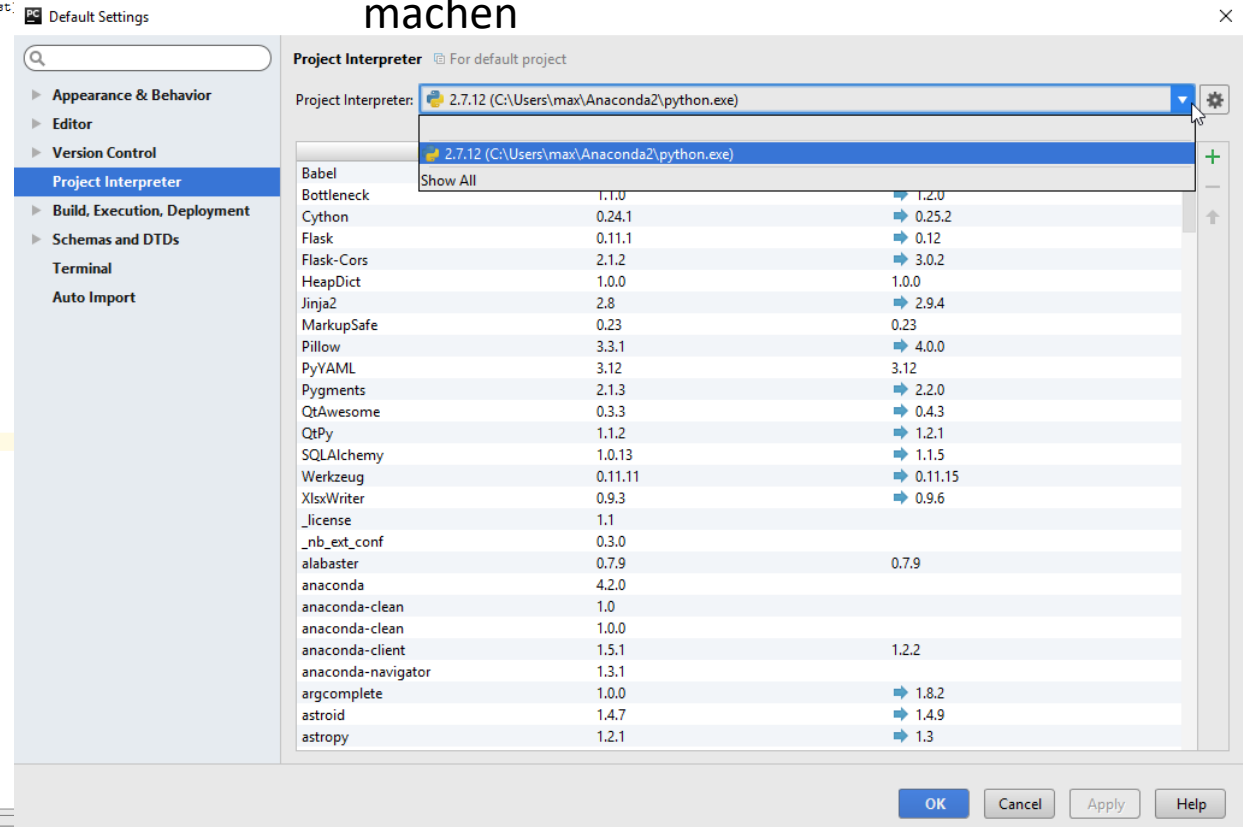 st]
machen
PC Default Settings
Project Interpreter For default project
Appearance & Behavior
Editor
Version Control
Project Interpreter
Build, Execution, Deployment
Schemas and DTDs
Terminal
Auto Import
Project Interpreter: 2.7.12 (C:\Users\max\Anaconda2\python.exe)
2.7.12 (C:\Users\max\Anaconda2\python.exe)
Show All
Babel
Bottleneck 1.1.0 1.2.0
Cython 0.24.1 0.25.2
Flask 0.11.1 0.12
Flask-Cors 2.1.2 3.0.2
HeapDict 1.0.0 1.0.0
Jinja2 2.8 2.9.4
MarkupSafe 0.23 0.23
Pillow 3.3.1 4.0.0
PyYAML 3.12 3.12
Pygments 2.1.3 2.2.0
QtAwesome 0.3.3 0.4.3
QtPy 1.1.2 1.2.1
SQLAlchemy 1.0.13 1.1.5
Werkzeug 0.11.11 0.11.15
XlsxWriter 0.9.3 0.9.6
_license 1.1
_nb_ext_conf 0.3.0
alabaster 0.7.9 0.7.9
anaconda 4.2.0
anaconda-clean 1.0
anaconda-clean 1.0.0
anaconda-client 1.5.1 1.2.2
anaconda-navigator 1.3.1
argcomplete 1.0.0 1.8.2
astroid 1.4.7 1.4.9
astropy 1.2.1 1.3
OK Cancel Apply Help